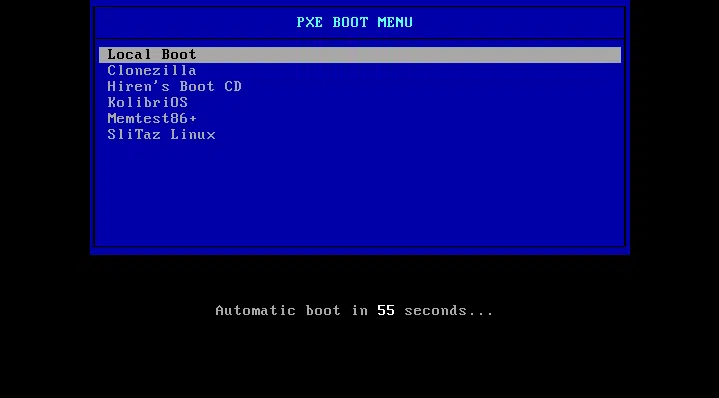 PXE BOOT MENU
Local Boot
Clonezilla
Hiren's Boot CD
KolibriOS
Memtest86+
SliTaz Linux
Automatic boot in 55 seconds...